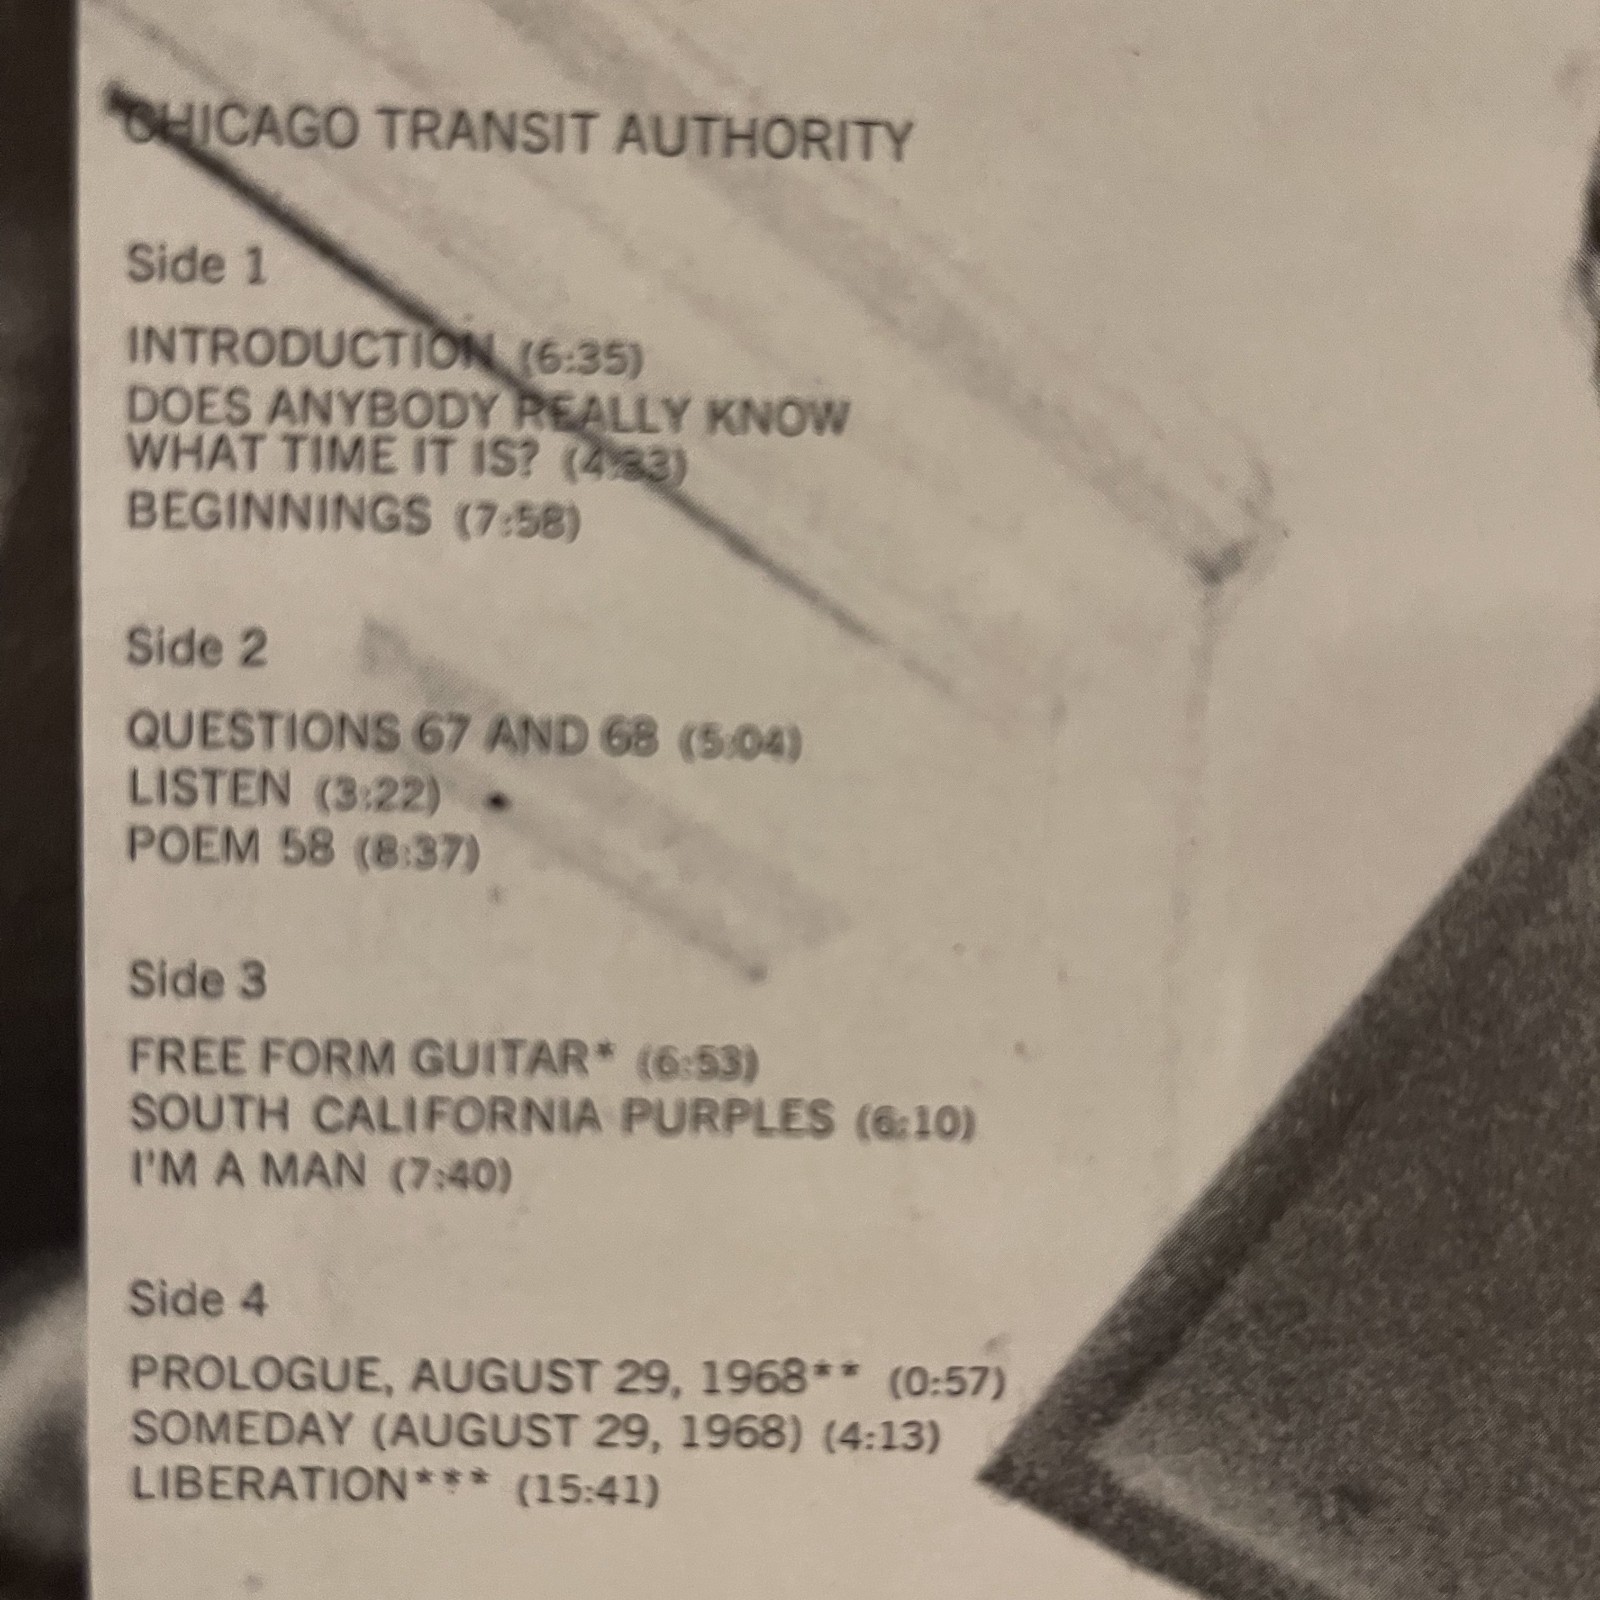 CHICAGO TRANSIT AUTHORITY
Side 1
INTRODUCTION (6:35)
DOES ANYBODY REALLY KNOW
WHAT TIME IT IS? (4:33)
BEGINNINGS (7:58)
Side 2
QUESTIONS 67 AND 68 (5:04)
LISTEN (3:22)
POEM 58 (8:37)
Side 3
FREE FORM GUITAR* (6:53)
SOUTH CALIFORNIA PURPLES (6:10)
I'M A MAN (7:40)
Side 4
PROLOGUE, AUGUST 29, 1968** (0:57)
SOMEDAY (AUGUST 29, 1968) (4:13)
LIBERATION*** (15:41)